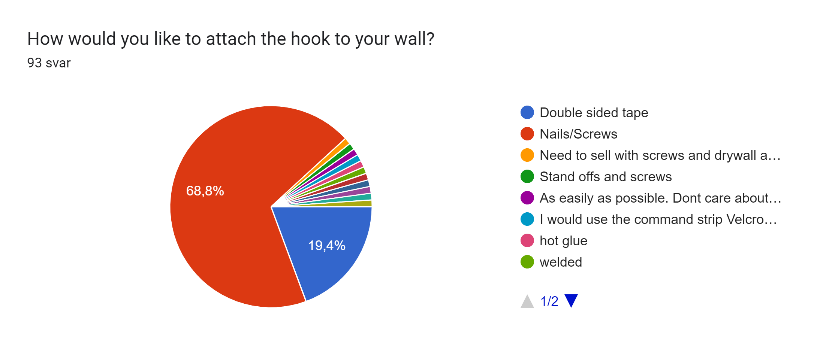 How would you like to attach the hook to your wall?
93 svar
68,8%
19,4%
Double sided tape
Nails/Screws
Need to sell with screws and drywall a…
Stand offs and screws
As easily as possible. Dont care about…
I would use the command strip Velcro…
hot glue
welded
1/2